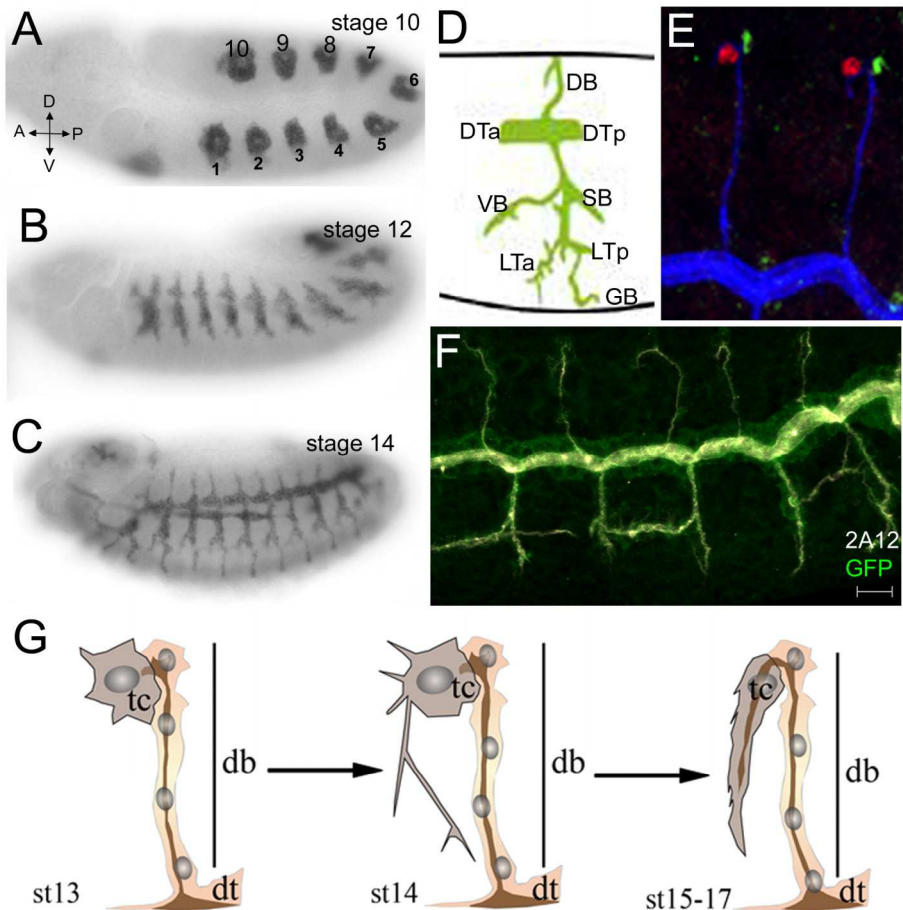 A
stage 10
10
9
8
7
6
D
A
P
V
1
2
3
4
5
B
stage 12
C
stage 14
D
DB
DTa
DTp
VB
SB
LTa
LTp
GB
E
F
2A12
GFP
G
tc
db
dt
st13
tc
db
dt
st14
tc
db
dt
st15-17